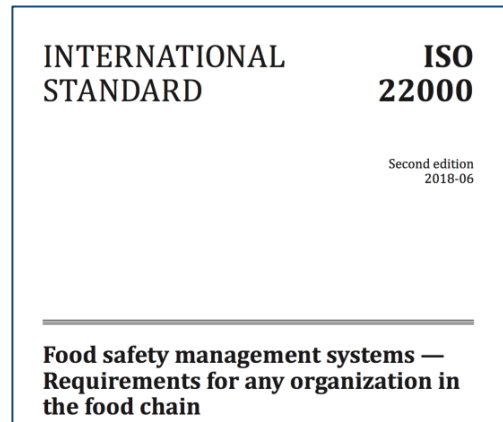 INTERNATIONAL STANDARD
ISO 22000
Second edition
2018-06
Food safety management systems —
Requirements for any organization in
the food chain